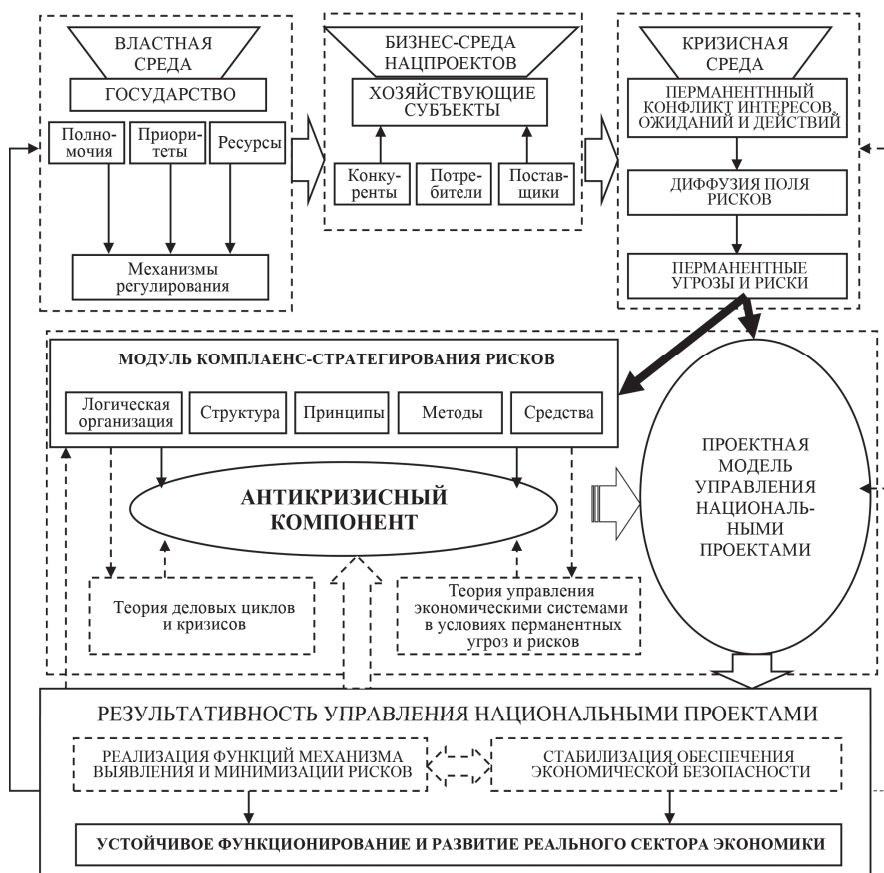 ВЛАСТНАЯ
СРЕДА
ГОСУДАРСТВО
Полно-
мочия
Приори-
теты
Ресурсы
Механизмы
регулирования
БИЗНЕС-СРЕДА
НАЦПРОЕКТОВ
ХОЗЯЙСТВУЮЩИЕ
СУБЪЕКТЫ
Конку-
ренты
Потре-
бители
Постав-
щики
КРИЗИСНАЯ
СРЕДА
ПЕРМАНЕНТННЫЙ
КОНФЛИКТ ИНТЕРЕСОВ,
ОЖИДАНИЙ И ДЕЙСТВИЙ
ДИФФУЗИЯ ПОЛЯ
РИСКОВ
ПЕРМАНЕНТНЫЕ
УГРОЗЫ И РИСКИ
МОДУЛЬ КОМПЛАЕНС-СТРАТЕГИРОВАНИЯ РИСКОВ
Логическая
организация
Структура
Принципы
Методы
Средства
АНТИКРИЗИСНЫЙ
КОМПОНЕНТ
Теория деловых циклов
и кризисов
Теория управления
экономическими системами
в условиях перманентных
угроз и рисков
ПРОЕКТНАЯ
МОДЕЛЬ
УПРАВЛЕНИЯ
НАЦИОНАЛЬ-
НЫМИ
ПРОЕКТАМИ
РЕЗУЛЬТАТИВНОСТЬ УПРАВЛЕНИЯ НАЦИОНАЛЬНЫМИ ПРОЕКТАМИ
РЕАЛИЗАЦИЯ ФУНКЦИЙ МЕХАНИЗМА
ВЫЯВЛЕНИЯ И МИНИМИЗАЦИИ РИСКОВ
СТАБИЛИЗАЦИЯ ОБЕСПЕЧЕНИЯ
ЭКОНОМИЧЕСКОЙ БЕЗОПАСНОСТИ
УСТОЙЧИВОЕ ФУНКЦИОНИРОВАНИЕ И РАЗВИТИЕ РЕАЛЬНОГО СЕКТОРА ЭКОНОМИКИ